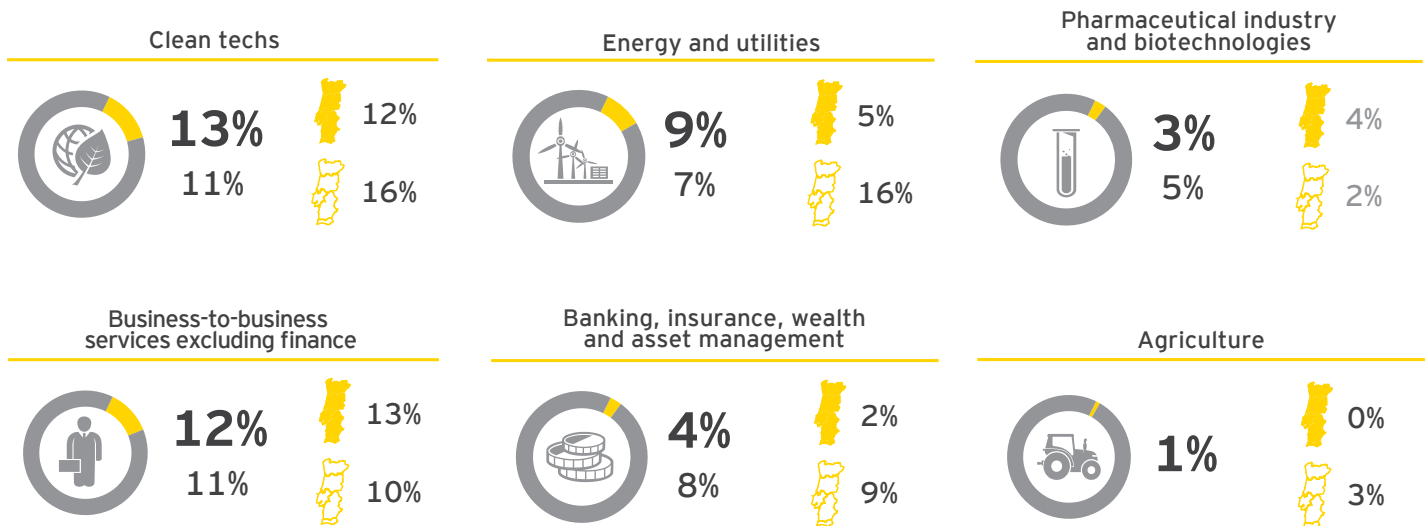 Clean techs
13%
11%
12%
16%
Energy and utilities
9%
7%
5%
16%
Pharmaceutical industry
and biotechnologies
3%
5%
4%
2%
Business-to-business
services excluding finance
12%
11%
13%
10%
Banking, insurance, wealth
and asset management
4%
8%
2%
9%
Agriculture
1%
0%
3%